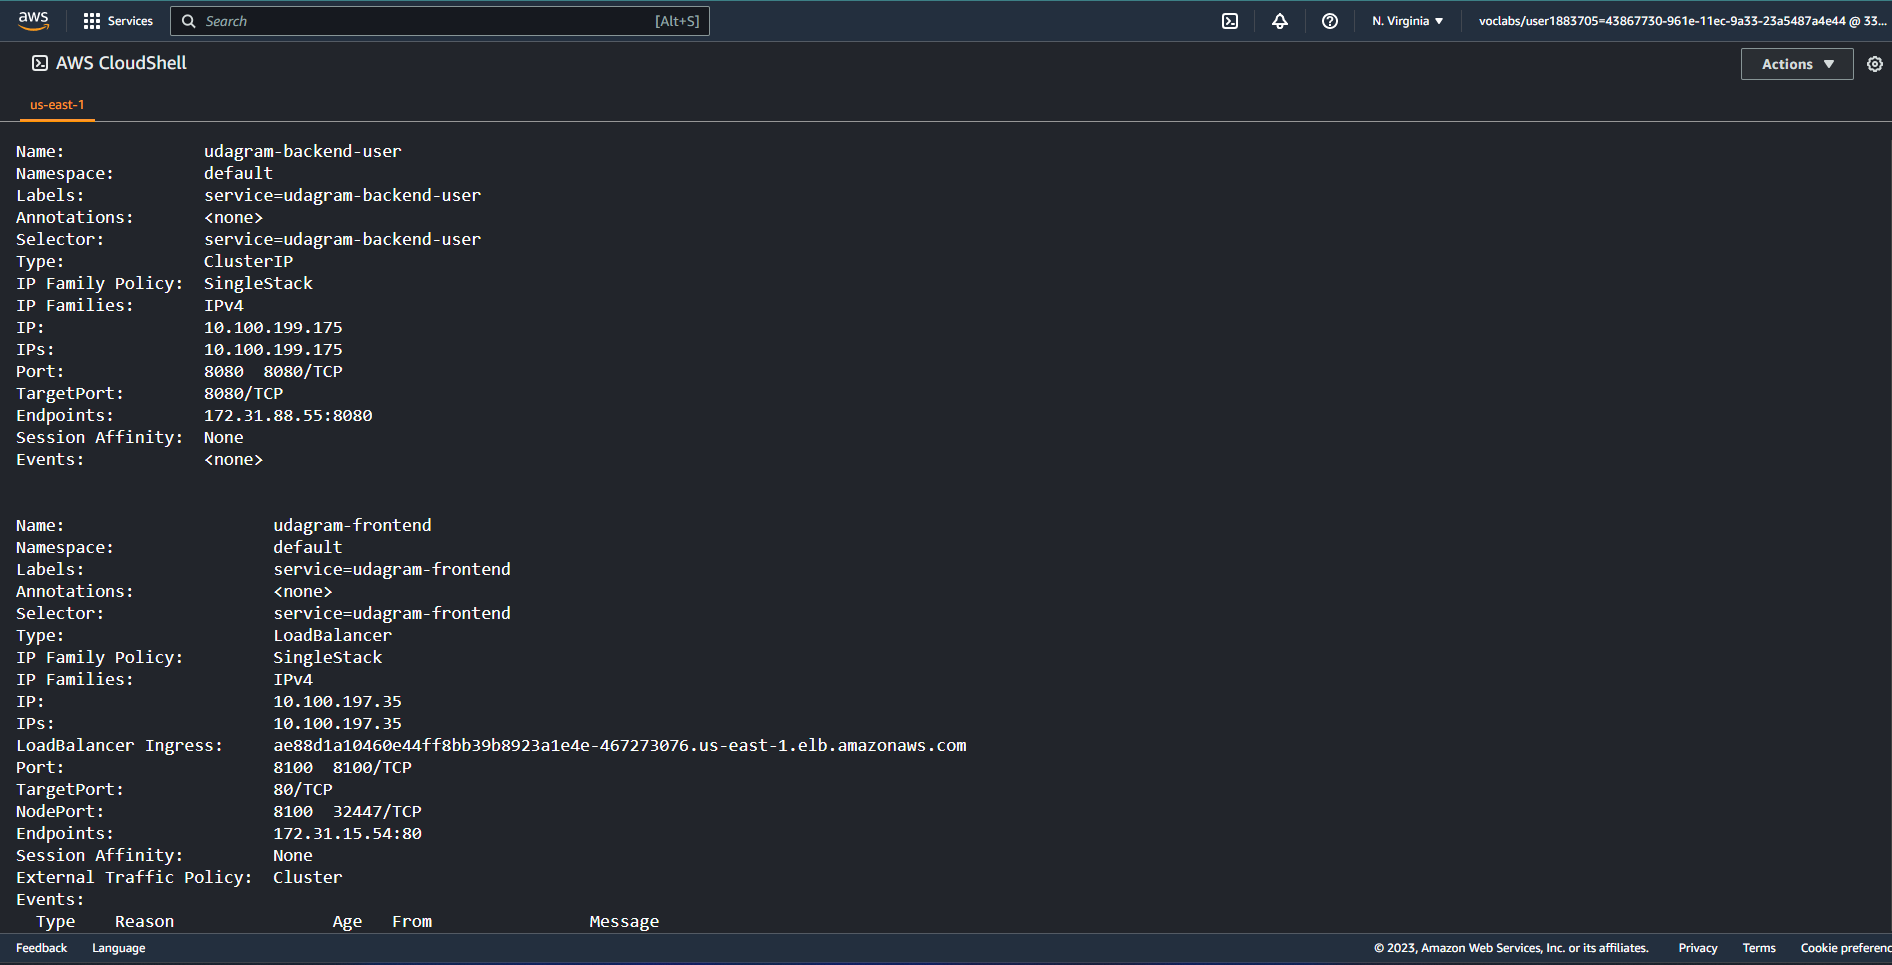 aws Services Search [Alt+S] N. Virginia ▼ voclabs/user1883705=43867730-961e-11ec-9a33-23a5487a4e44 @ 33...
AWS CloudShell Actions ▼
us-east-1
Name: udagram-backend-user
Namespace: default
Labels: service=udagram-backend-user
Annotations: <none>
Selector: service=udagram-backend-user
Type: ClusterIP
IP Family Policy: SingleStack
IP Families: IPv4
IP: 10.100.199.175
IPs: 10.100.199.175
Port: 8080 8080/TCP
TargetPort: 8080/TCP
Endpoints: 172.31.88.55:8080
Session Affinity: None
Events: <none>
Name: udagram-frontend
Namespace: default
Labels: service=udagram-frontend
Annotations: <none>
Selector: service=udagram-frontend
Type: LoadBalancer
IP Family Policy: SingleStack
IP Families: IPv4
IP: 10.100.197.35
IPs: 10.100.197.35
LoadBalancer Ingress: ae88d1a10460e44ff8bb39b8923a1e4e-467273076.us-east-1.elb.amazonaws.com
Port: 8100 8100/TCP
TargetPort: 80/TCP
NodePort: 8100 32447/TCP
Endpoints: 172.31.15.54:80
Session Affinity: None
External Traffic Policy: Cluster
Events:
Type Reason Age From Message
Feedback Language © 2023, Amazon Web Services, Inc. or its affiliates. Privacy Terms Cookie preferenc